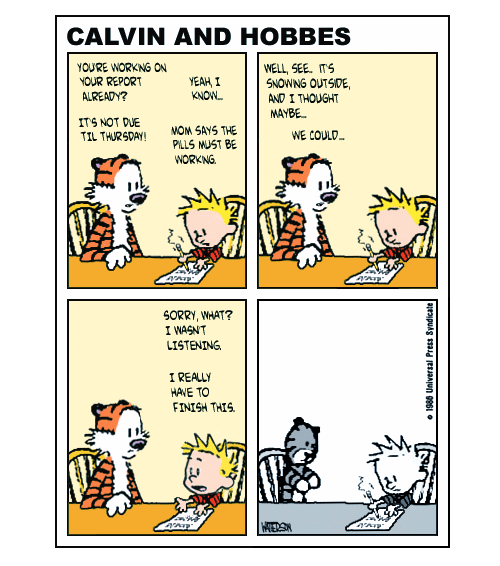 CALVIN AND HOBBES
YOU'RE WORKING ON
YOUR REPORT
ALREADY?
IT'S NOT DUE
TIL THURSDAY!
YEAH, I
KNOW...
MOM SAYS THE
PILLS MUST BE
WORKING.
WELL, SEE.. IT'S
SNOWING OUTSIDE,
AND I THOUGHT
MAYBE...
WE COULD...
SORRY, WHAT?
I WASN'T
LISTENING.
I REALLY
HAVE TO
FINISH THIS.
© 1986 Universal Press Syndicate
WATTERSON